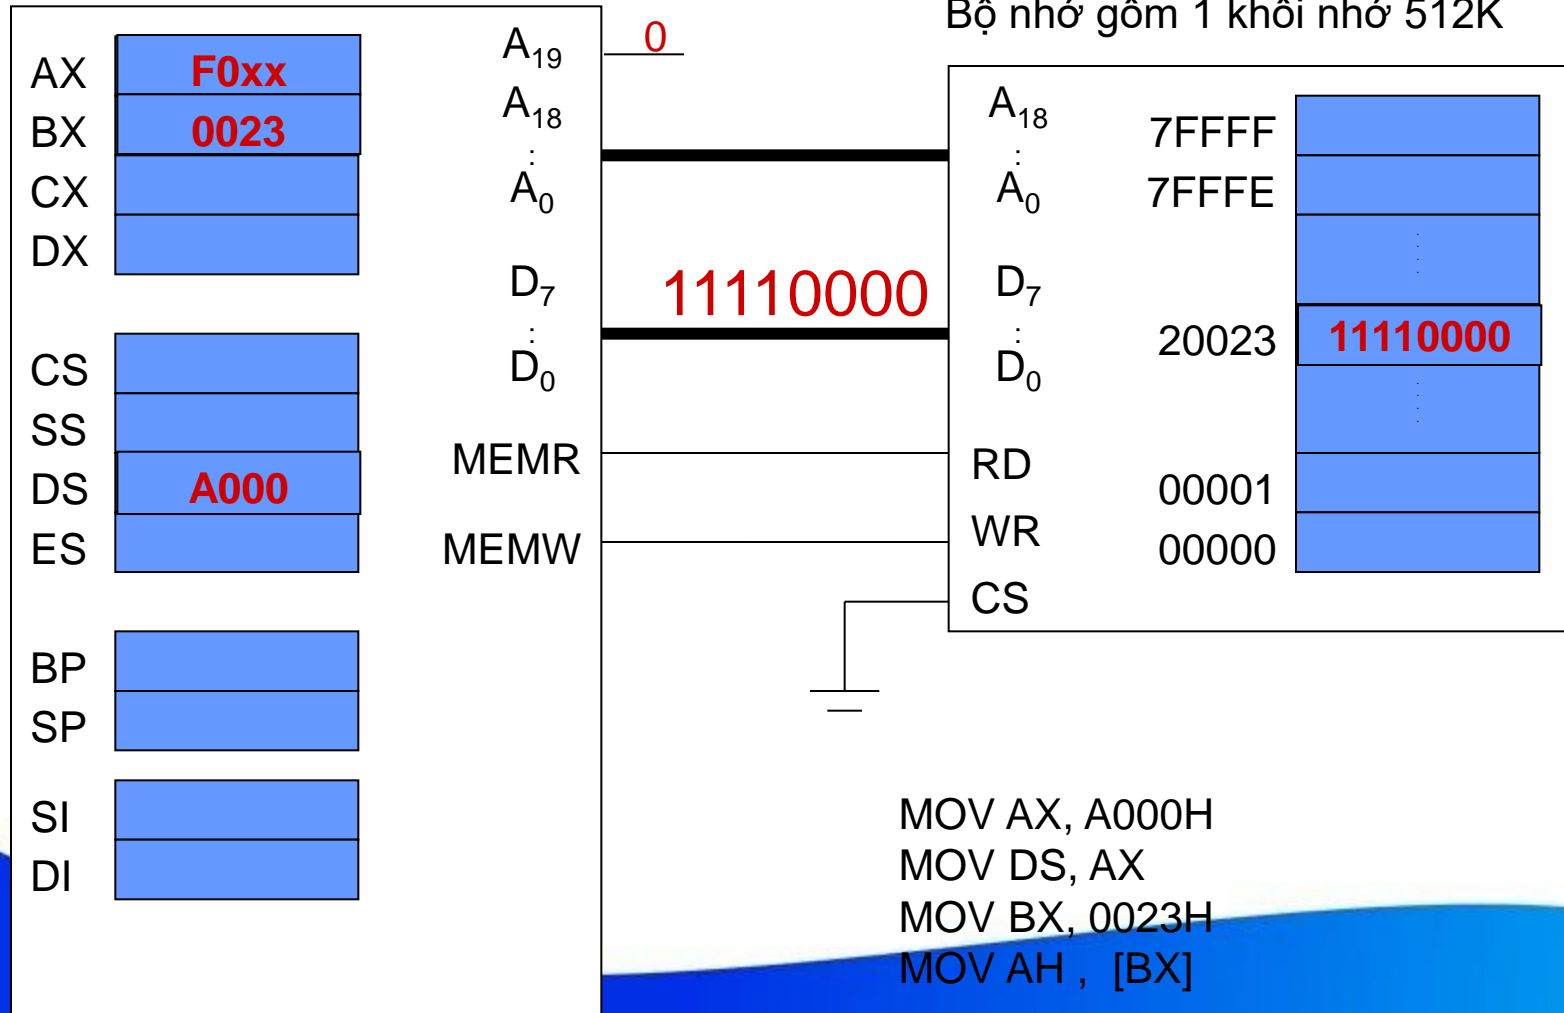 Bộ nhớ gồm 1 khối nhớ 512K
AX F0xx
BX 0023
CX
DX
CS
SS
DS A000
ES
BP
SP
SI
DI
A19 0
A18
:
A0
D7
:
D0
MEMR
MEMW
11110000
A18
:
A0
D7
:
D0
RD
WR
CS
7FFFF
7FFFE
20023 11110000
00001
00000
MOV AX, A000H
MOV DS, AX
MOV BX, 0023H
MOV AH , [BX]